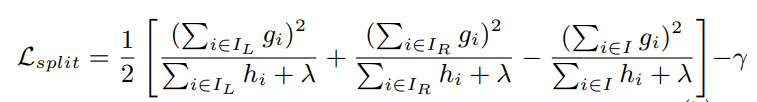 $\mathcal{L}_{split} = \frac{1}{2} \left[ \frac{(\sum_{i \in I_L} g_i)^2}{\sum_{i \in I_L} h_i + \lambda} + \frac{(\sum_{i \in I_R} g_i)^2}{\sum_{i \in I_R} h_i + \lambda} - \frac{(\sum_{i \in I} g_i)^2}{\sum_{i \in I} h_i + \lambda} \right] - \gamma$